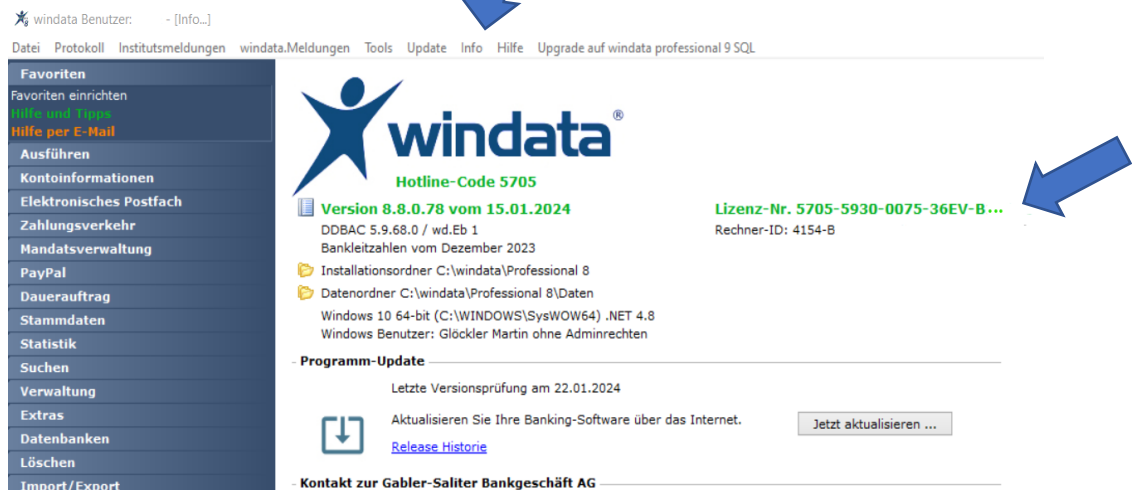 windata Benutzer: - [Info...]
Datei Protokoll Institutsmeldungen windata.Meldungen Tools Update Info Hilfe Upgrade auf windata professional 9 SQL
Favoriten
Favoriten einrichten
Hilfe und Tipps
Hilfe per E-Mail
Ausführen
Kontoinformationen
Elektronisches Postfach
Zahlungsverkehr
Mandatsverwaltung
PayPal
Dauerauftrag
Stammdaten
Statistik
Suchen
Verwaltung
Extras
Datenbanken
Löschen
Import/Export
windata®
Hotline-Code 5705
Version 8.8.0.78 vom 15.01.2024
Lizenz-Nr. 5705-5930-0075-36EV-B...
DDBAC 5.9.68.0 / wd.Eb 1
Rechner-ID: 4154-B
Bankleitzahlen vom Dezember 2023
Installationsordner C:\windata\Professional 8
Datenordner C:\windata\Professional 8\Daten
Windows 10 64-bit (C:\WINDOWS\SysWOW64) .NET 4.8
Windows Benutzer: Glöckler Martin ohne Adminrechten
Programm-Update
Letzte Versionsprüfung am 22.01.2024
Aktualisieren Sie Ihre Banking-Software über das Internet.
Jetzt aktualisieren ...
Release Historie
Kontakt zur Gabler-Saliter Bankgeschäft AG